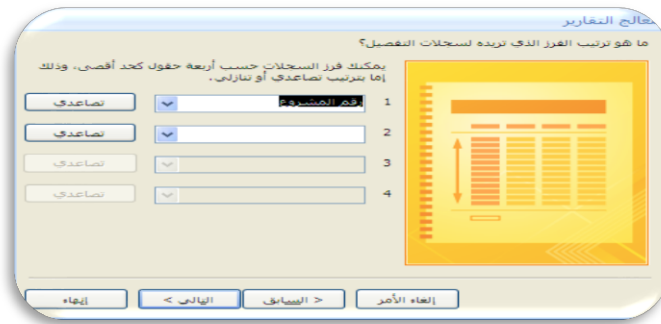 معالج التقارير
ما هو ترتيب الفرز الذي تريده لسجلات التفصيل؟
يمكنك فرز السجلات حسب أربعة حقول كحد أقصى، وذلك
إما بترتيب تصاعدي أو تنازلي.
1 رقم المشروع تصاعدي
2 تصاعدي
3 تصاعدي
4 تصاعدي
إلغاء الأمر < السابق التالي > إنهاء